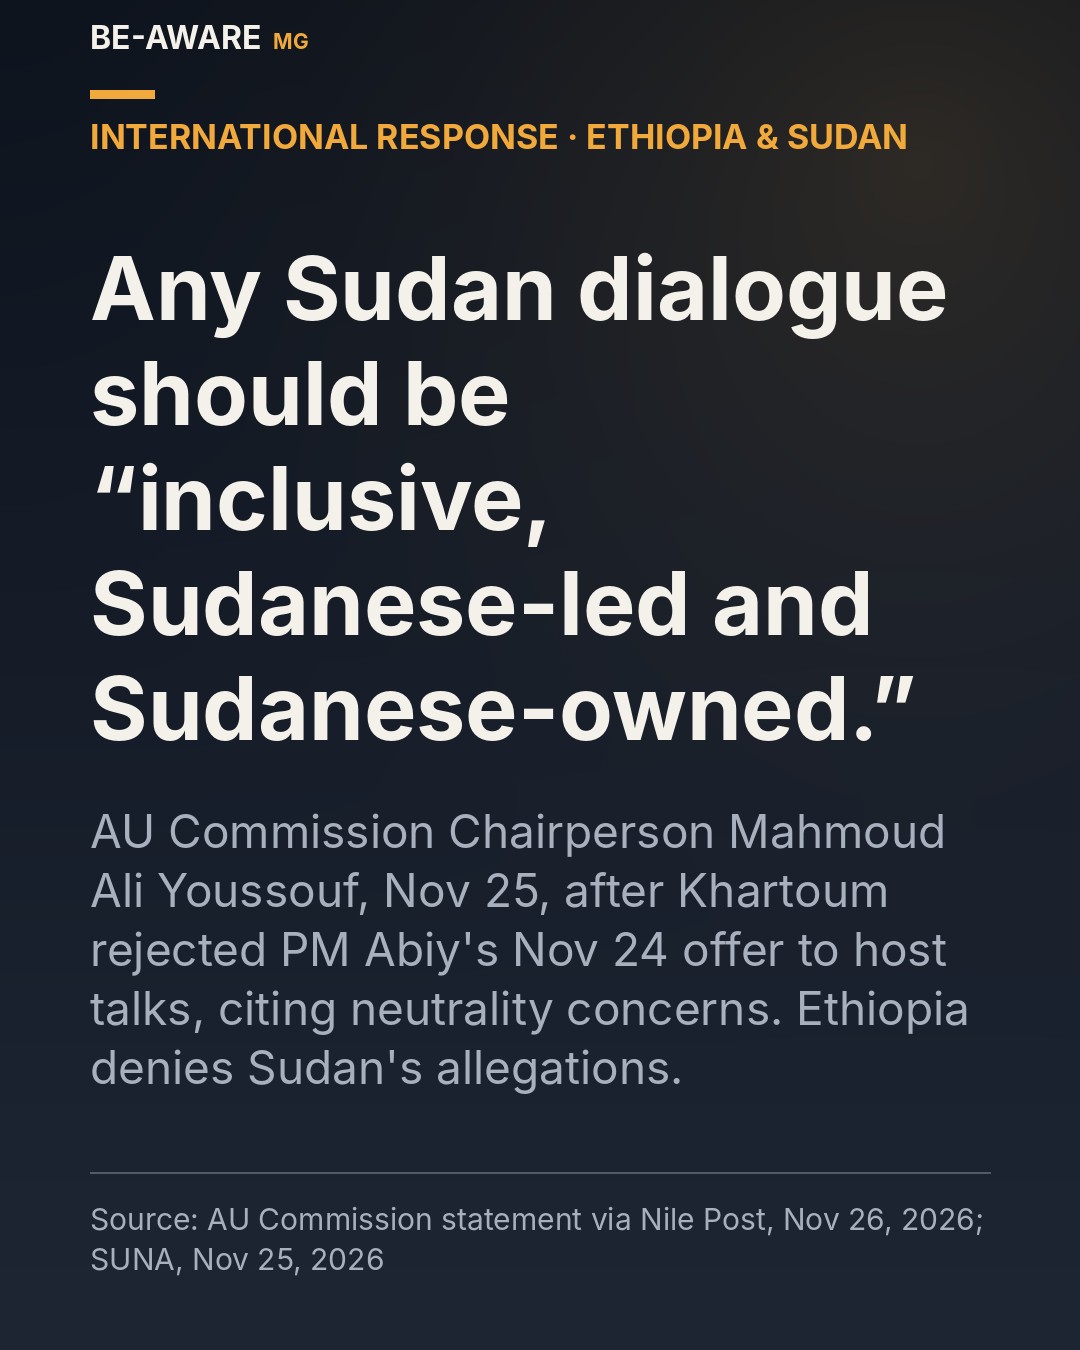 BE-AWARE MG
INTERNATIONAL RESPONSE · ETHIOPIA & SUDAN
Any Sudan dialogue
should be
“inclusive,
Sudanese-led and
Sudanese-owned.”
AU Commission Chairperson Mahmoud
Ali Youssouf, Nov 25, after Khartoum
rejected PM Abiy's Nov 24 offer to host
talks, citing neutrality concerns. Ethiopia
denies Sudan's allegations.
Source: AU Commission statement via Nile Post, Nov 26, 2026;
SUNA, Nov 25, 2026